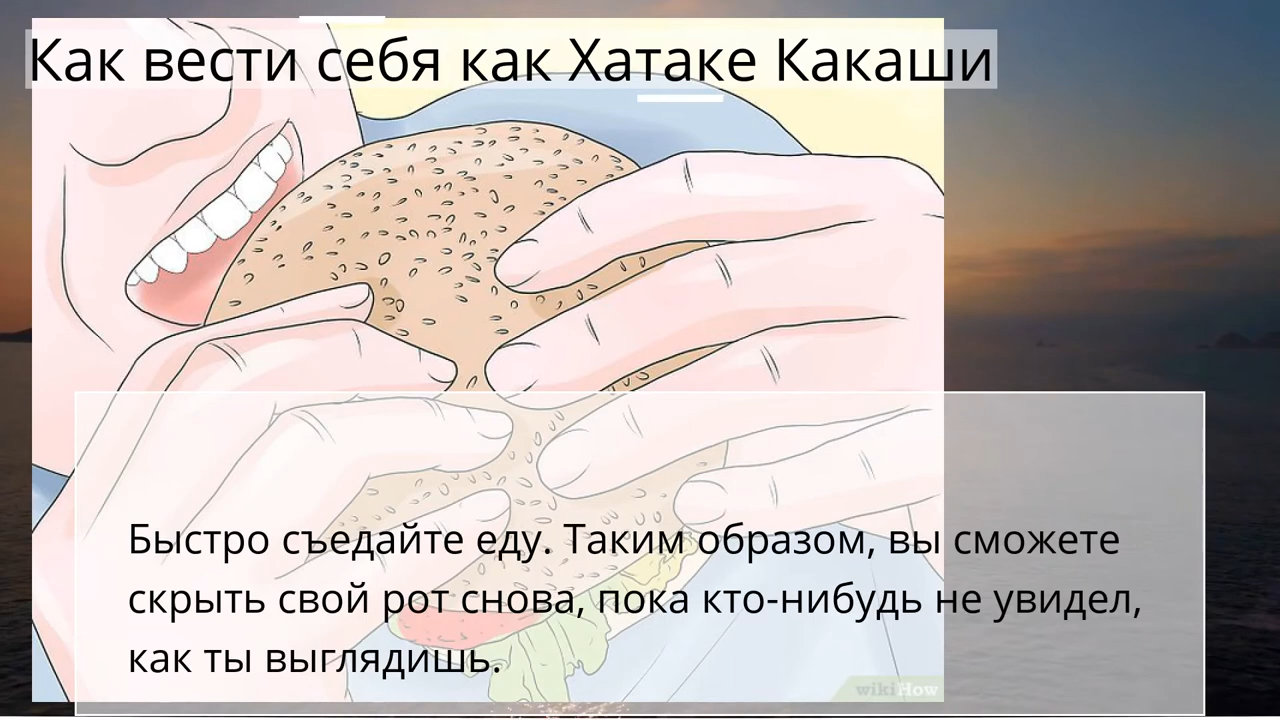 Как вести себя как Хатаке Какаши
Быстро съедайте еду. Таким образом, вы сможете
скрыть свой рот снова, пока кто-нибудь не увидел,
как ты выглядишь.
wikiHow